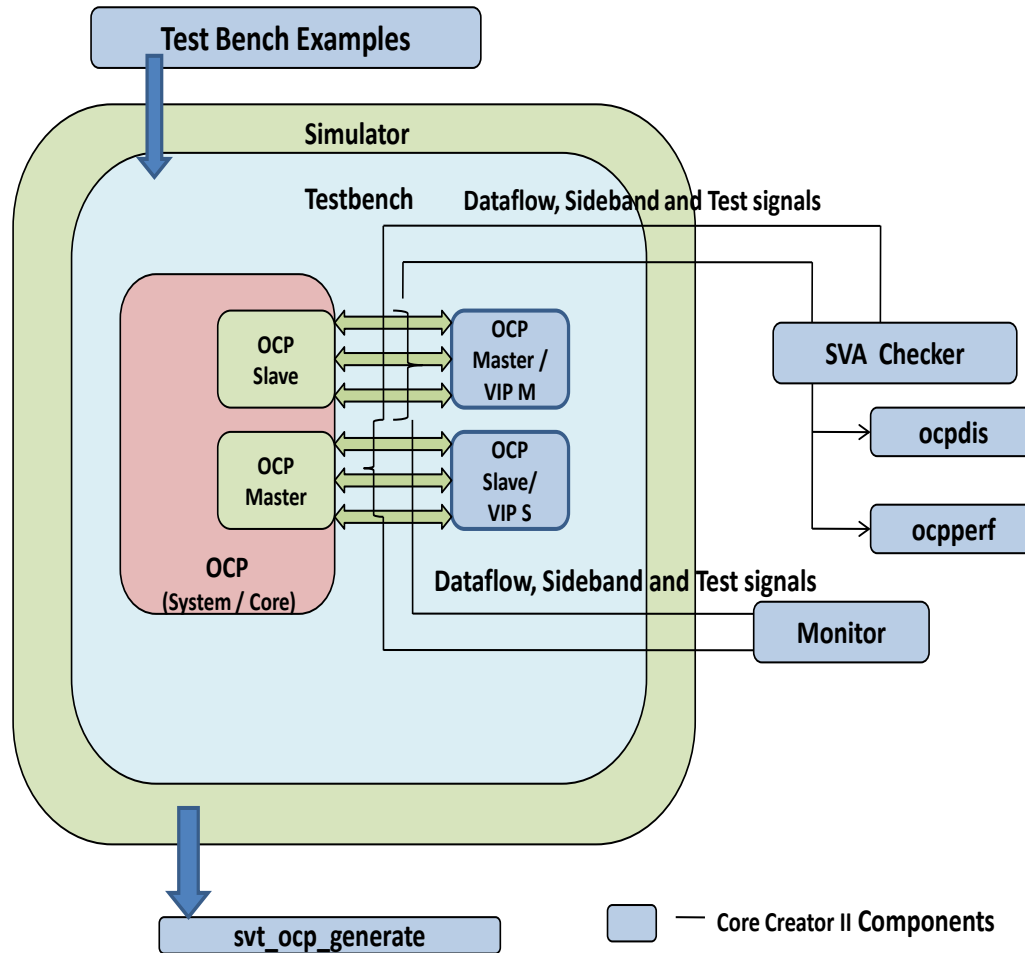 Test Bench Examples
Simulator
Testbench
Dataflow, Sideband and Test signals
OCP
Slave
OCP
Master /
VIP M
SVA Checker
ocpdis
OCP
Master
OCP
Slave/
VIP S
ocpperf
OCP
(System / Core)
Dataflow, Sideband and Test signals
Monitor
svt_ocp_generate
Core Creator II Components